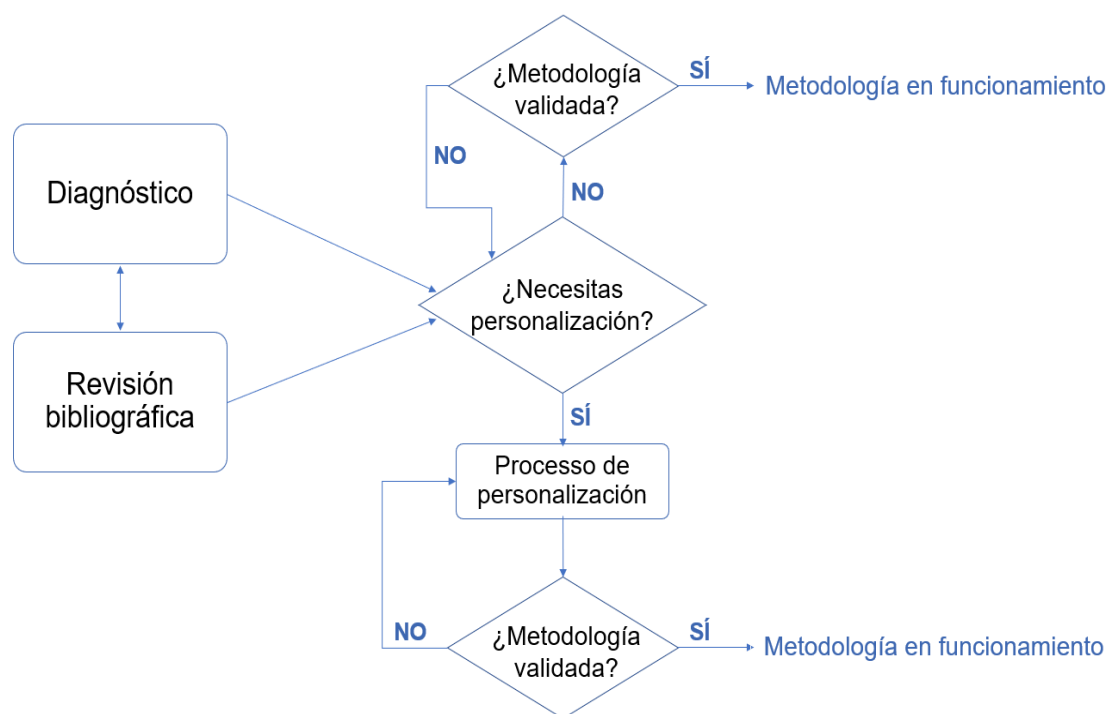 ¿Metodología
validada?
SÍ
Metodología en funcionamiento
NO
NO
Diagnóstico
Revisión
bibliográfica
¿Necesitas
personalización?
SÍ
Processo de
personalización
NO
¿Metodología
validada?
SÍ
Metodología en funcionamiento